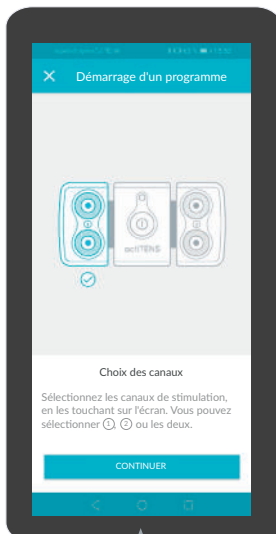 Démarrage d'un programme
actiTENS
Choix des canaux
Sélectionnez les canaux de stimulation,
en les touchant sur l'écran. Vous pouvez
sélectionner ①, ② ou les deux.
CONTINUER